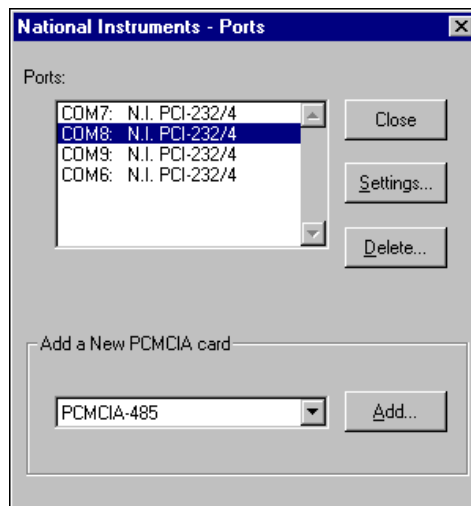 National Instruments - Ports
Ports:
COM7: N.I. PCI-232/4
COM8: N.I. PCI-232/4
COM9: N.I. PCI-232/4
COM6: N.I. PCI-232/4
Close
Settings...
Delete...
Add a New PCMCIA card
PCMCIA-485
Add...